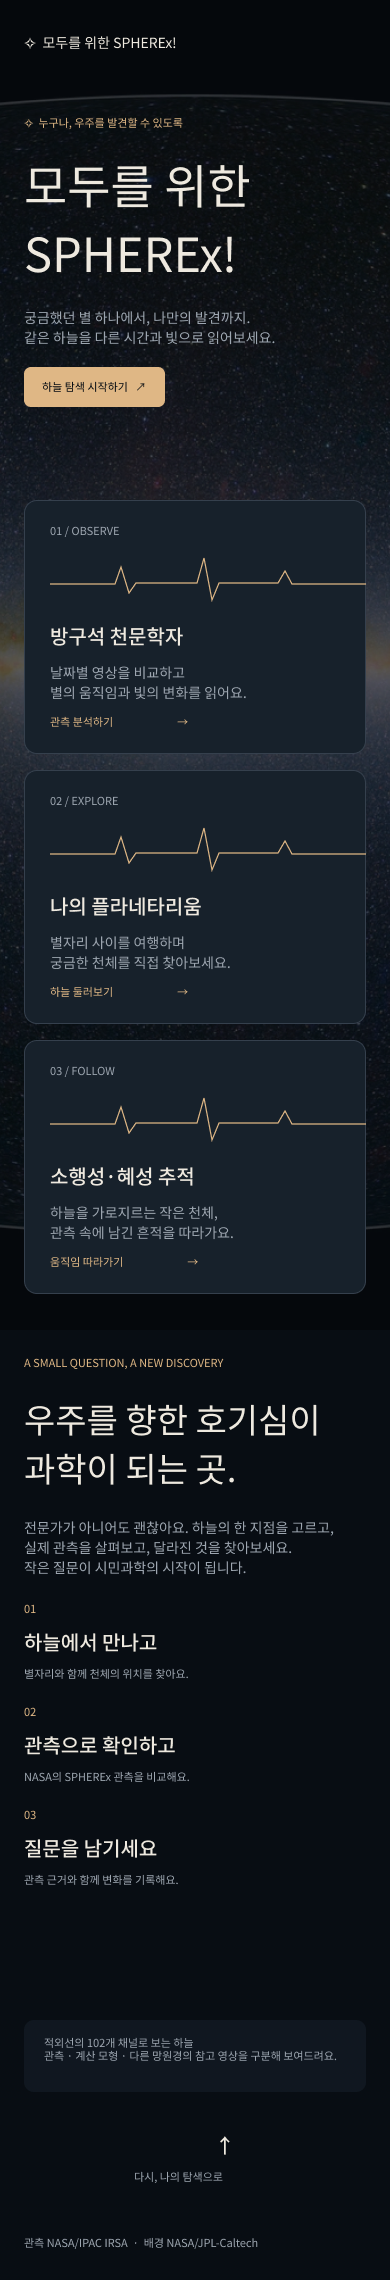 ✧ 모두를 위한 SPHEREx!
✧ 누구나, 우주를 발견할 수 있도록
모두를 위한
SPHEREx!
궁금했던 별 하나에서, 나만의 발견까지.
같은 하늘을 다른 시간과 빛으로 읽어보세요.
하늘 탐색 시작하기 ↗
01 / OBSERVE
방구석 천문학자
날짜별 영상을 비교하고
별의 움직임과 빛의 변화를 읽어요.
관측 분석하기 →
02 / EXPLORE
나의 플라네타리움
별자리 사이를 여행하며
궁금한 천체를 직접 찾아보세요.
하늘 둘러보기 →
03 / FOLLOW
소행성·혜성 추적
하늘을 가로지르는 작은 천체,
관측 속에 남긴 흔적을 따라가요.
움직임 따라가기 →
A SMALL QUESTION, A NEW DISCOVERY
우주를 향한 호기심이
과학이 되는 곳.
전문가가 아니어도 괜찮아요. 하늘의 한 지점을 고르고,
실제 관측을 살펴보고, 달라진 것을 찾아보세요.
작은 질문이 시민과학의 시작이 됩니다.
01
하늘에서 만나고
별자리와 함께 천체의 위치를 찾아요.
02
관측으로 확인하고
NASA의 SPHEREx 관측을 비교해요.
03
질문을 남기세요
관측 근거와 함께 변화를 기록해요.
적외선의 102개 채널로 보는 하늘
관측 · 계산 모형 · 다른 망원경의 참고 영상을 구분해 보여드려요.
↑
다시, 나의 탐색으로
관측 NASA/IPAC IRSA · 배경 NASA/JPL-Caltech